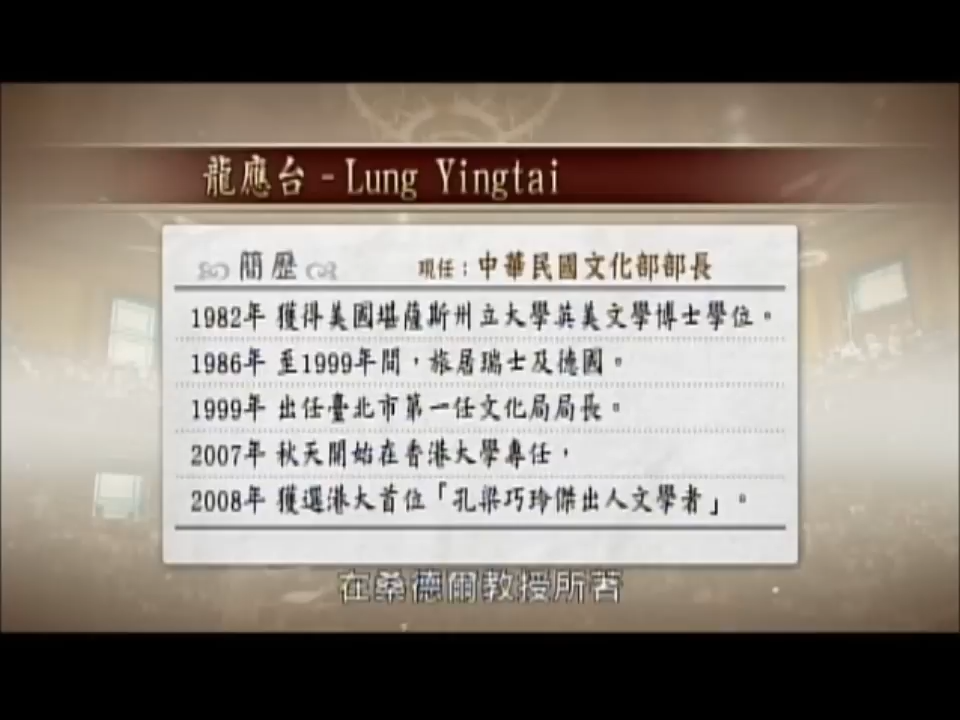 龍應台-Lung Yingtai
簡歷 現任：中華民國文化部部長
1982年 獲得美國堪薩斯州立大學英美文學博士學位。
1986年 至1999年間，旅居瑞士及德國。
1999年 出任臺北市第一任文化局局長。
2007年 秋天開始在香港大學專任，
2008年 獲選港大首位「孔梁巧玲傑出人文學者」。
在桑德爾教授所著